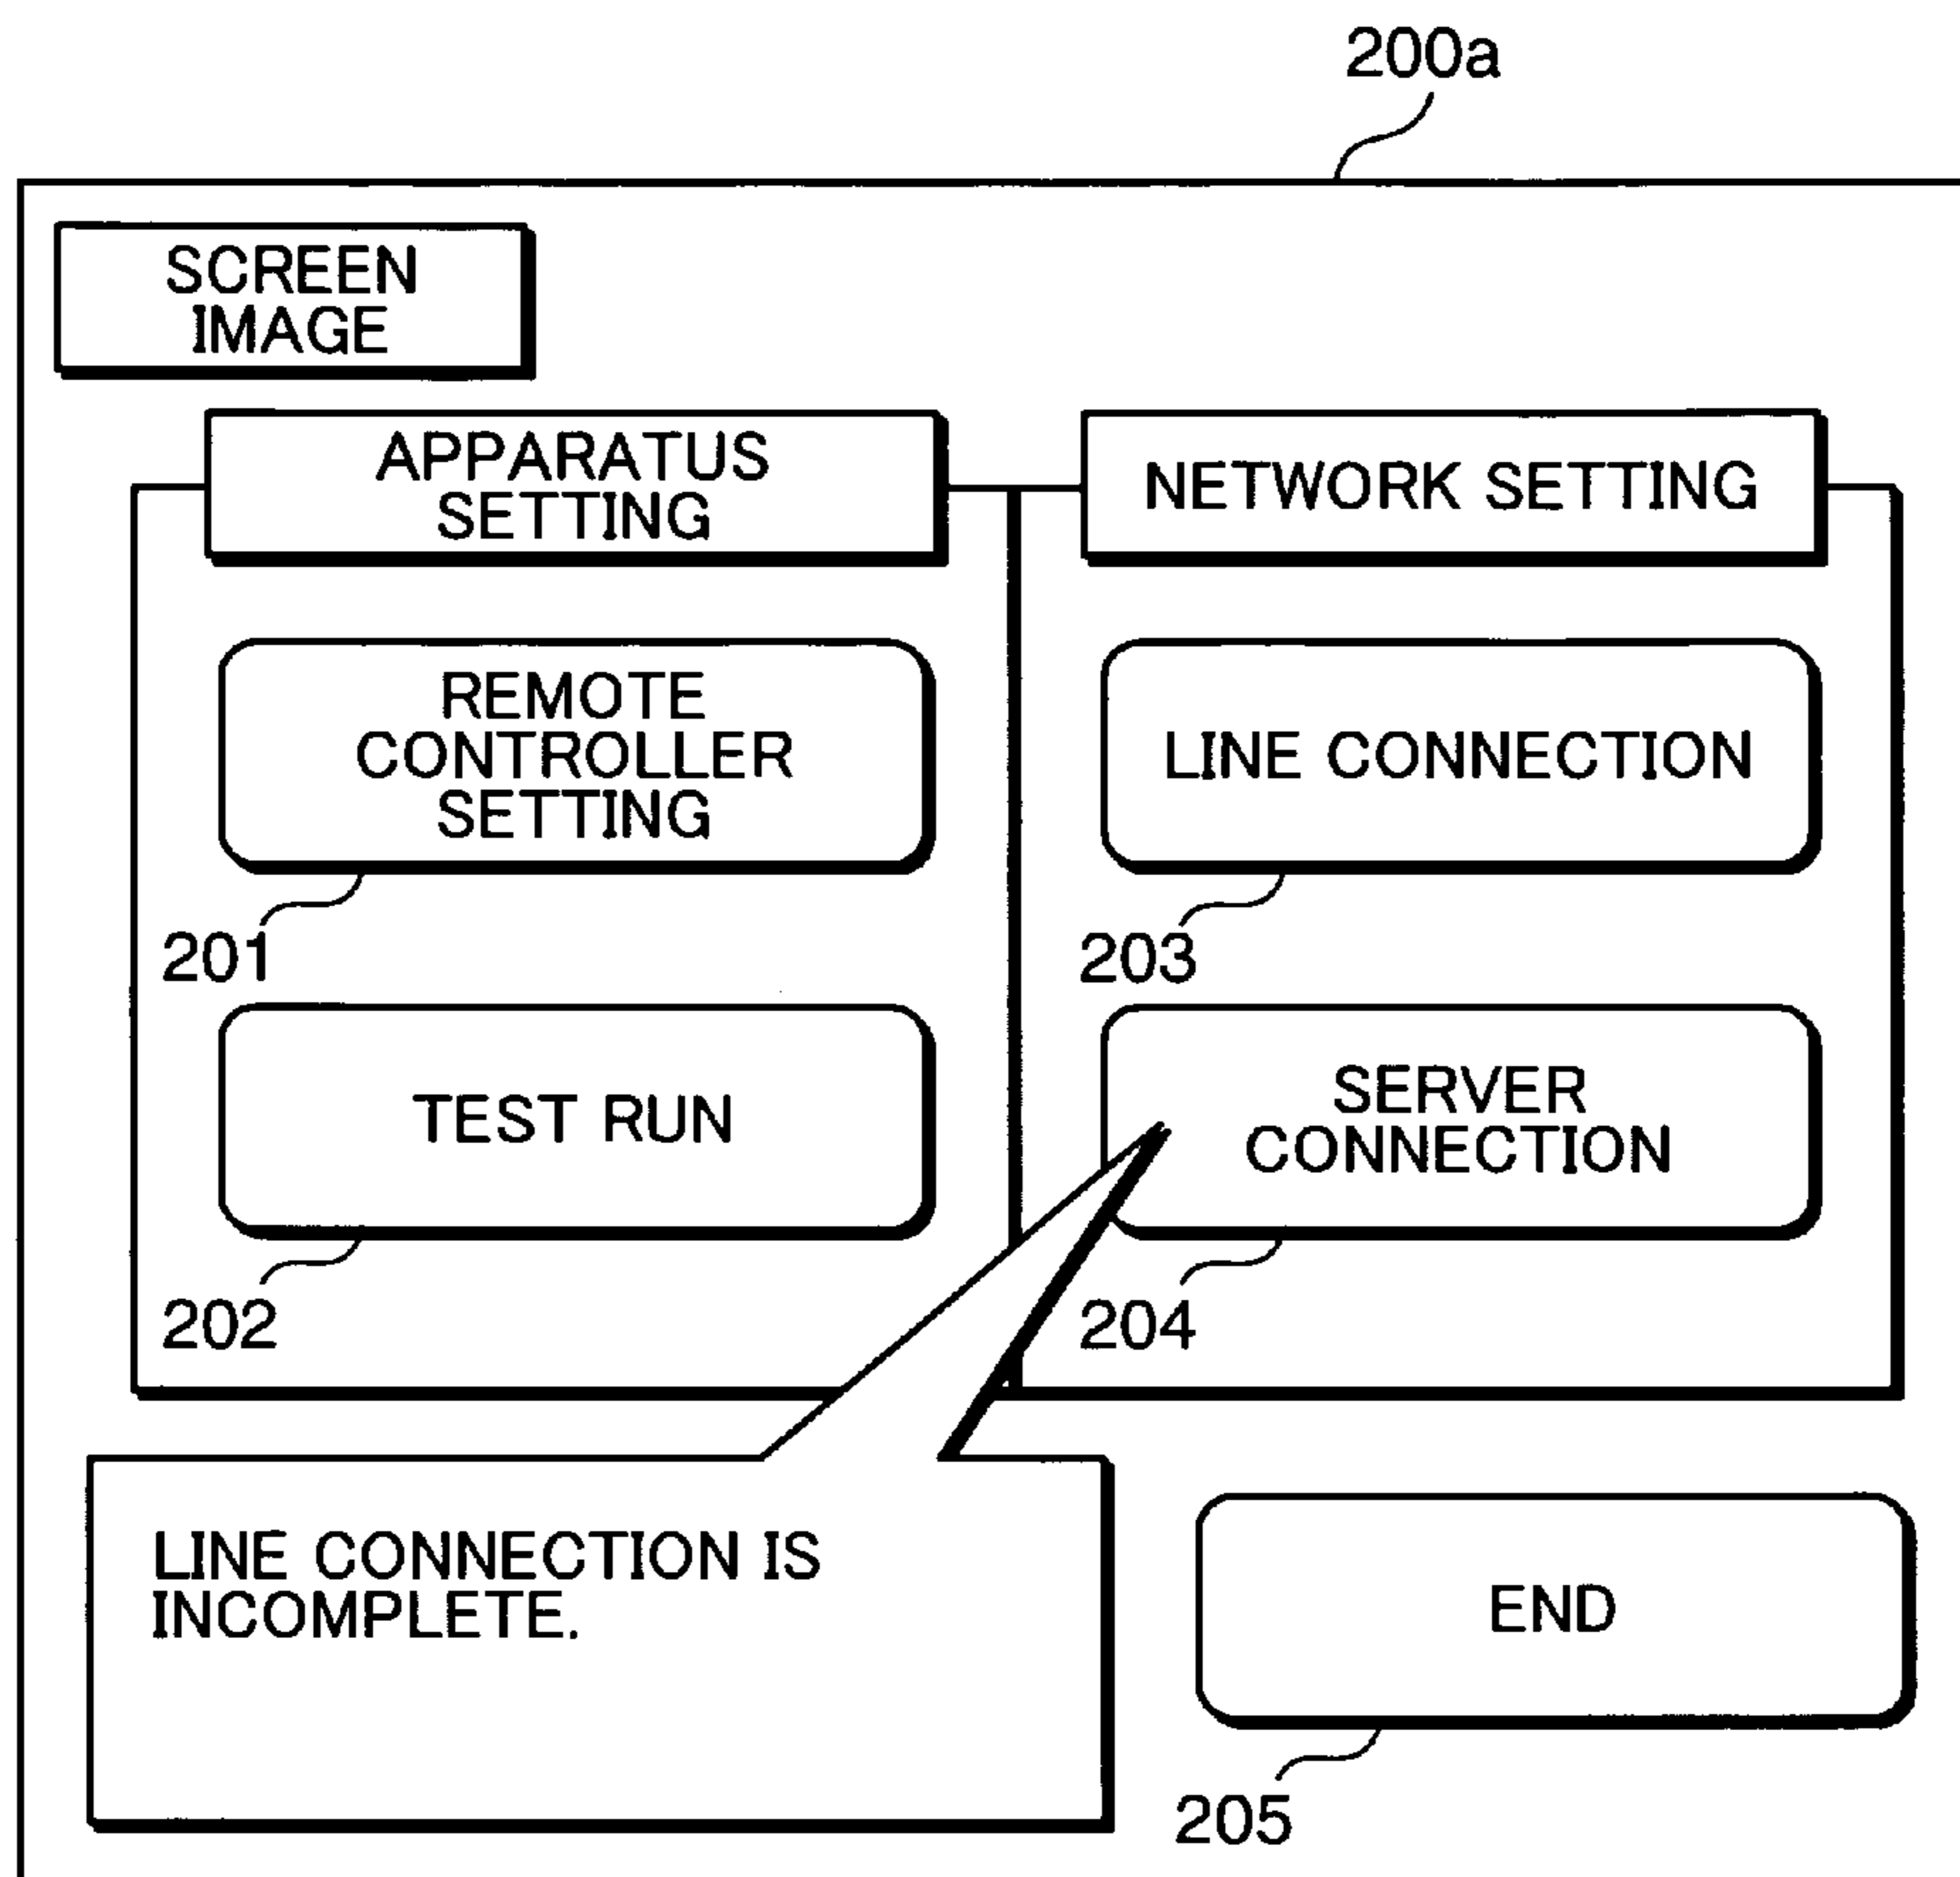 200a
SCREEN
IMAGE
APPARATUS
SETTING
NETWORK SETTING
REMOTE
CONTROLLER
SETTING
LINE CONNECTION
201
203
TEST RUN
SERVER
CONNECTION
202
204
LINE CONNECTION IS
INCOMPLETE.
END
205